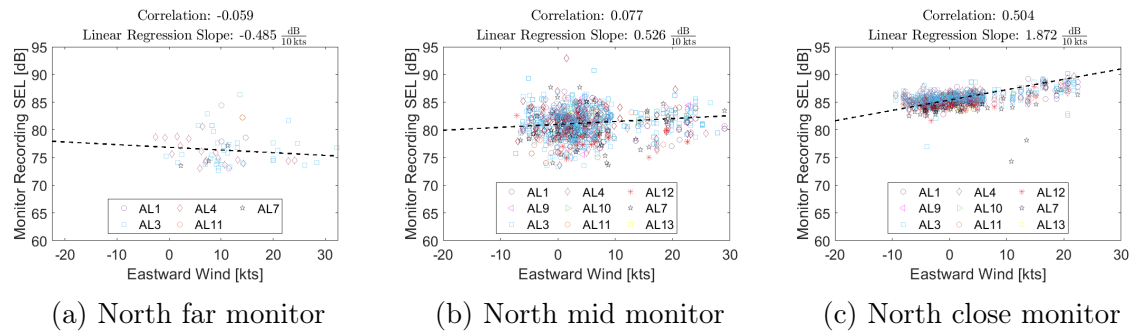 Correlation: -0.059
Linear Regression Slope: -0.485 dB/10 kts
Monitor Recording SEL [dB]
95
90
85
80
75
70
65
60
AL1 AL4 AL7
AL3 AL11
-20 -10 0 10 20 30
Eastward Wind [kts]
(a) North far monitor
Correlation: 0.077
Linear Regression Slope: 0.526 dB/10 kts
Monitor Recording SEL [dB]
95
90
85
80
75
70
65
60
AL1 AL4 AL12
AL9 AL10 AL7
AL3 AL11 AL13
-20 -10 0 10 20 30
Eastward Wind [kts]
(b) North mid monitor
Correlation: 0.504
Linear Regression Slope: 1.872 dB/10 kts
Monitor Recording SEL [dB]
95
90
85
80
75
70
65
60
AL1 AL4 AL12
AL9 AL10 AL7
AL3 AL11 AL13
-20 -10 0 10 20 30
Eastward Wind [kts]
(c) North close monitor